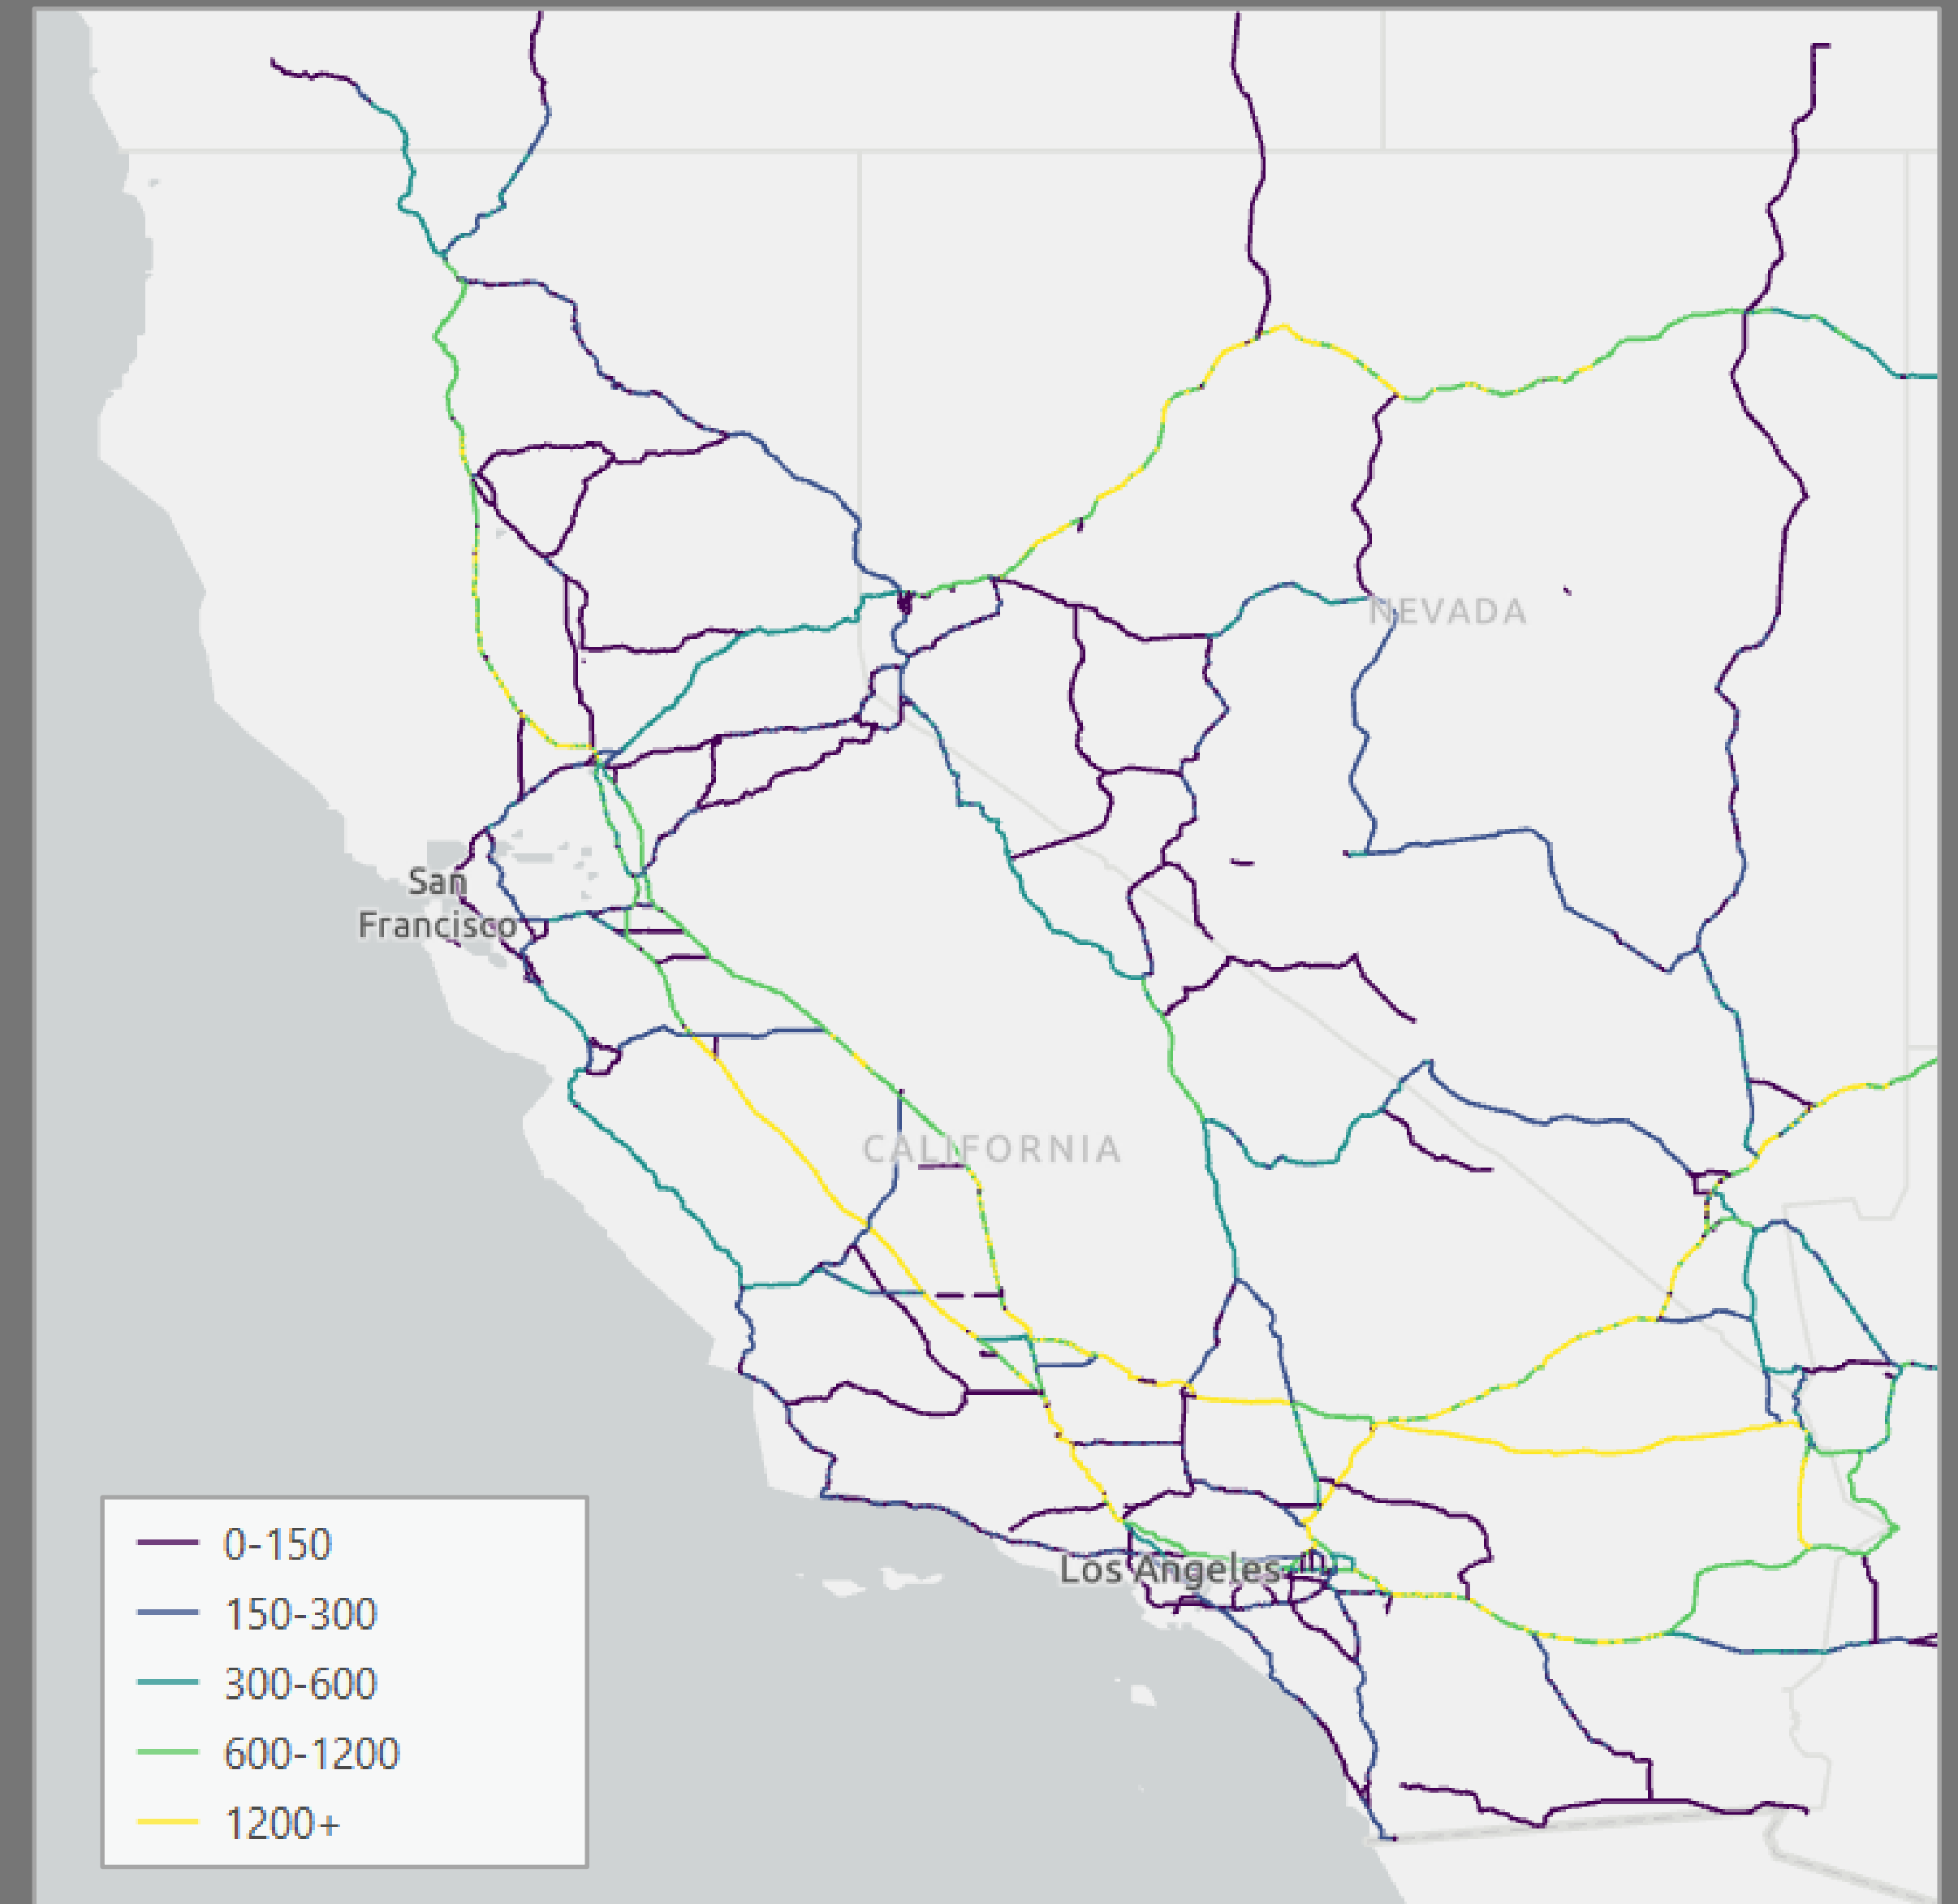 NEVADA
San
Francisco
CALIFORNIA
Los Angeles
0-150
150-300
300-600
600-1200
1200+